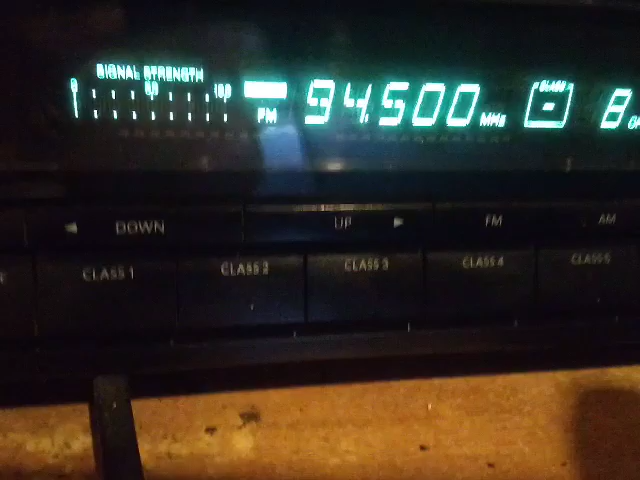 SIGNAL STRENGTH
0 50 100
FM 94.500 MHz
CLASS
-
8
DOWN UP FM AM
CLASS 1 CLASS 2 CLASS 3 CLASS 4 CLASS 5